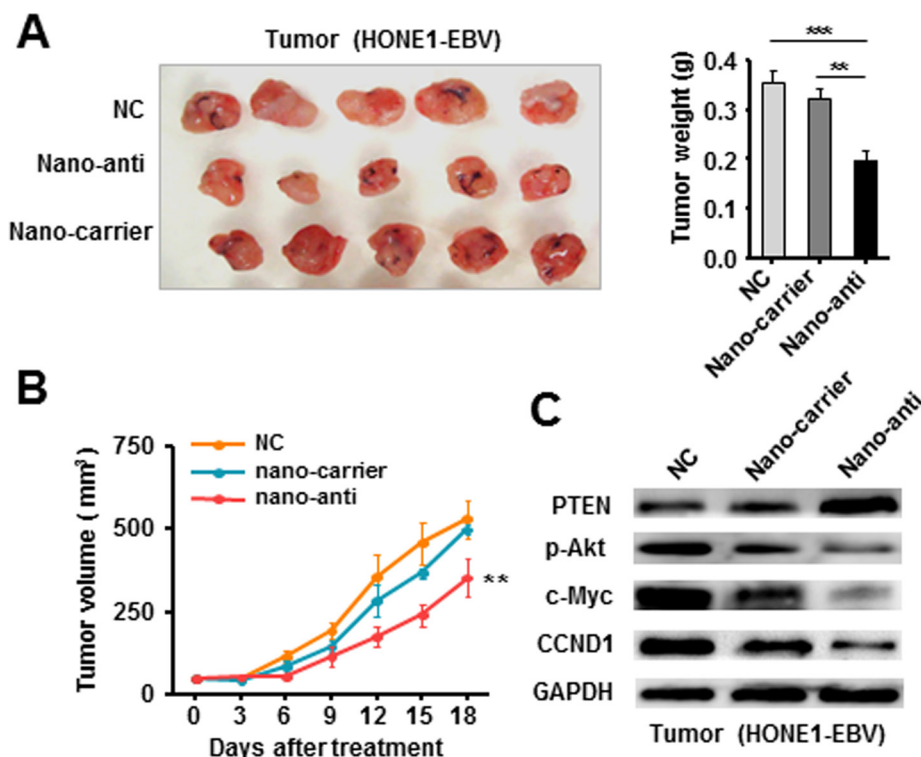 A
Tumor (HONE1-EBV)
NC
Nano-anti
Nano-carrier
Tumor weight (g)
0.4
0.3
0.2
0.1
0.0
***
**
NC
Nano-carrier
Nano-anti
B
Tumor volume ( mm³)
750
500
250
0
NC
nano-carrier
nano-anti
**
0 3 6 9 12 15 18
Days after treatment
C
NC
Nano-carrier
Nano-anti
PTEN
p-Akt
c-Myc
CCND1
GAPDH
Tumor (HONE1-EBV)